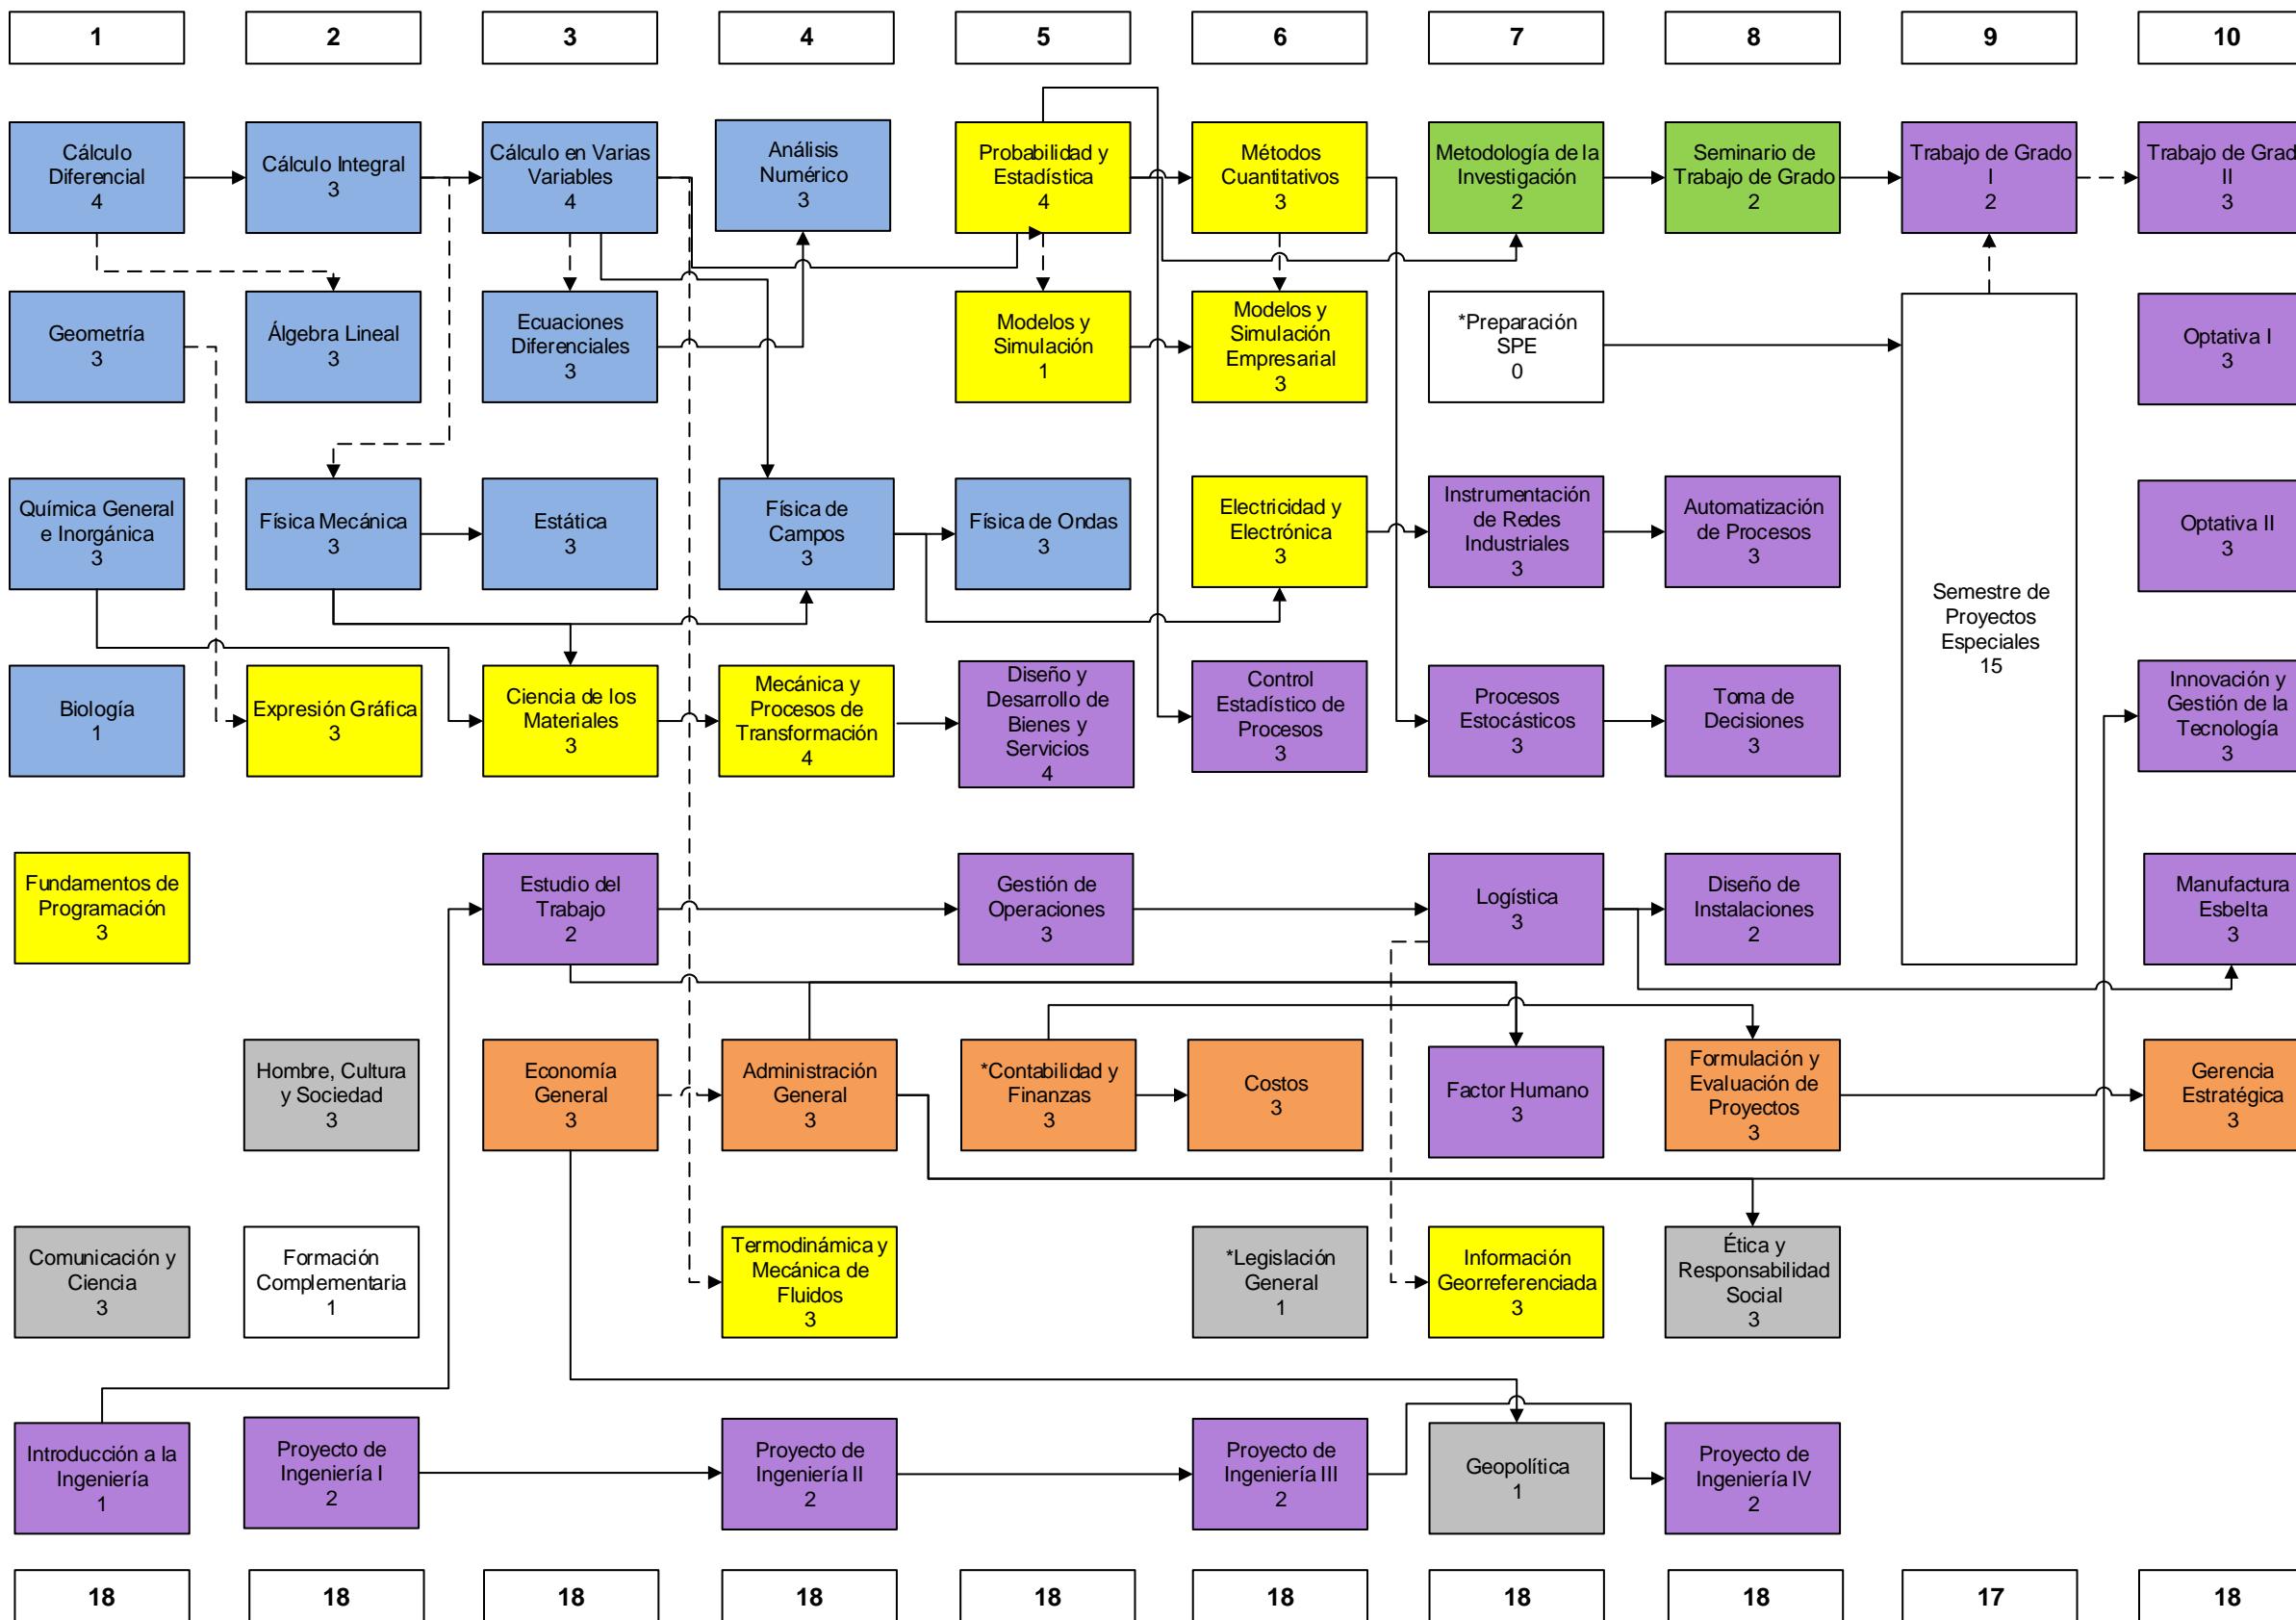 1
2
3
4
5
6
7
8
9
10
Cálculo
Diferencial
4
Cálculo Integral
3
Cálculo en Varias
Variables
4
Análisis
Numérico
3
Probabilidad y
Estadística
4
Métodos
Cuantitativos
3
Metodología de la
Investigación
2
Seminario de
Trabajo de Grado
2
Trabajo de Grado
I
2
Trabajo de Grad
II
3
Geometría
3
Álgebra Lineal
3
Ecuaciones
Diferenciales
3
Modelos y
Simulación
1
Modelos y
Simulación
Empresarial
3
*Preparación
SPE
0
Optativa I
3
Química General
e Inorgánica
3
Física Mecánica
3
Estática
3
Física de
Campos
3
Física de Ondas
3
Electricidad y
Electrónica
3
Instrumentación
de Redes
Industriales
3
Automatización
de Procesos
3
Semestre de
Proyectos
Especiales
15
Optativa II
3
Biología
1
Expresión Gráfica
3
Ciencia de los
Materiales
3
Mecánica y
Procesos de
Transformación
4
Diseño y
Desarrollo de
Bienes y
Servicios
4
Control
Estadístico de
Procesos
3
Procesos
Estocásticos
3
Toma de
Decisiones
3
Innovación y
Gestión de la
Tecnología
3
Fundamentos de
Programación
3
Estudio del
Trabajo
2
Gestión de
Operaciones
3
Logística
3
Diseño de
Instalaciones
2
Manufactura
Esbelta
3
Hombre, Cultura
y Sociedad
3
Economía
General
3
Administración
General
3
*Contabilidad y
Finanzas
3
Costos
3
Factor Humano
3
Formulación y
Evaluación de
Proyectos
3
Gerencia
Estratégica
3
Comunicación y
Ciencia
3
Formación
Complementaria
1
Termodinámica y
Mecánica de
Fluidos
3
*Legislación
General
1
Información
Georreferenciada
3
Ética y
Responsabilidad
Social
3
Introducción a la
Ingeniería
1
Proyecto de
Ingeniería I
2
Proyecto de
Ingeniería II
2
Proyecto de
Ingeniería III
2
Geopolítica
1
Proyecto de
Ingeniería IV
2
18
18
18
18
18
18
18
18
17
18